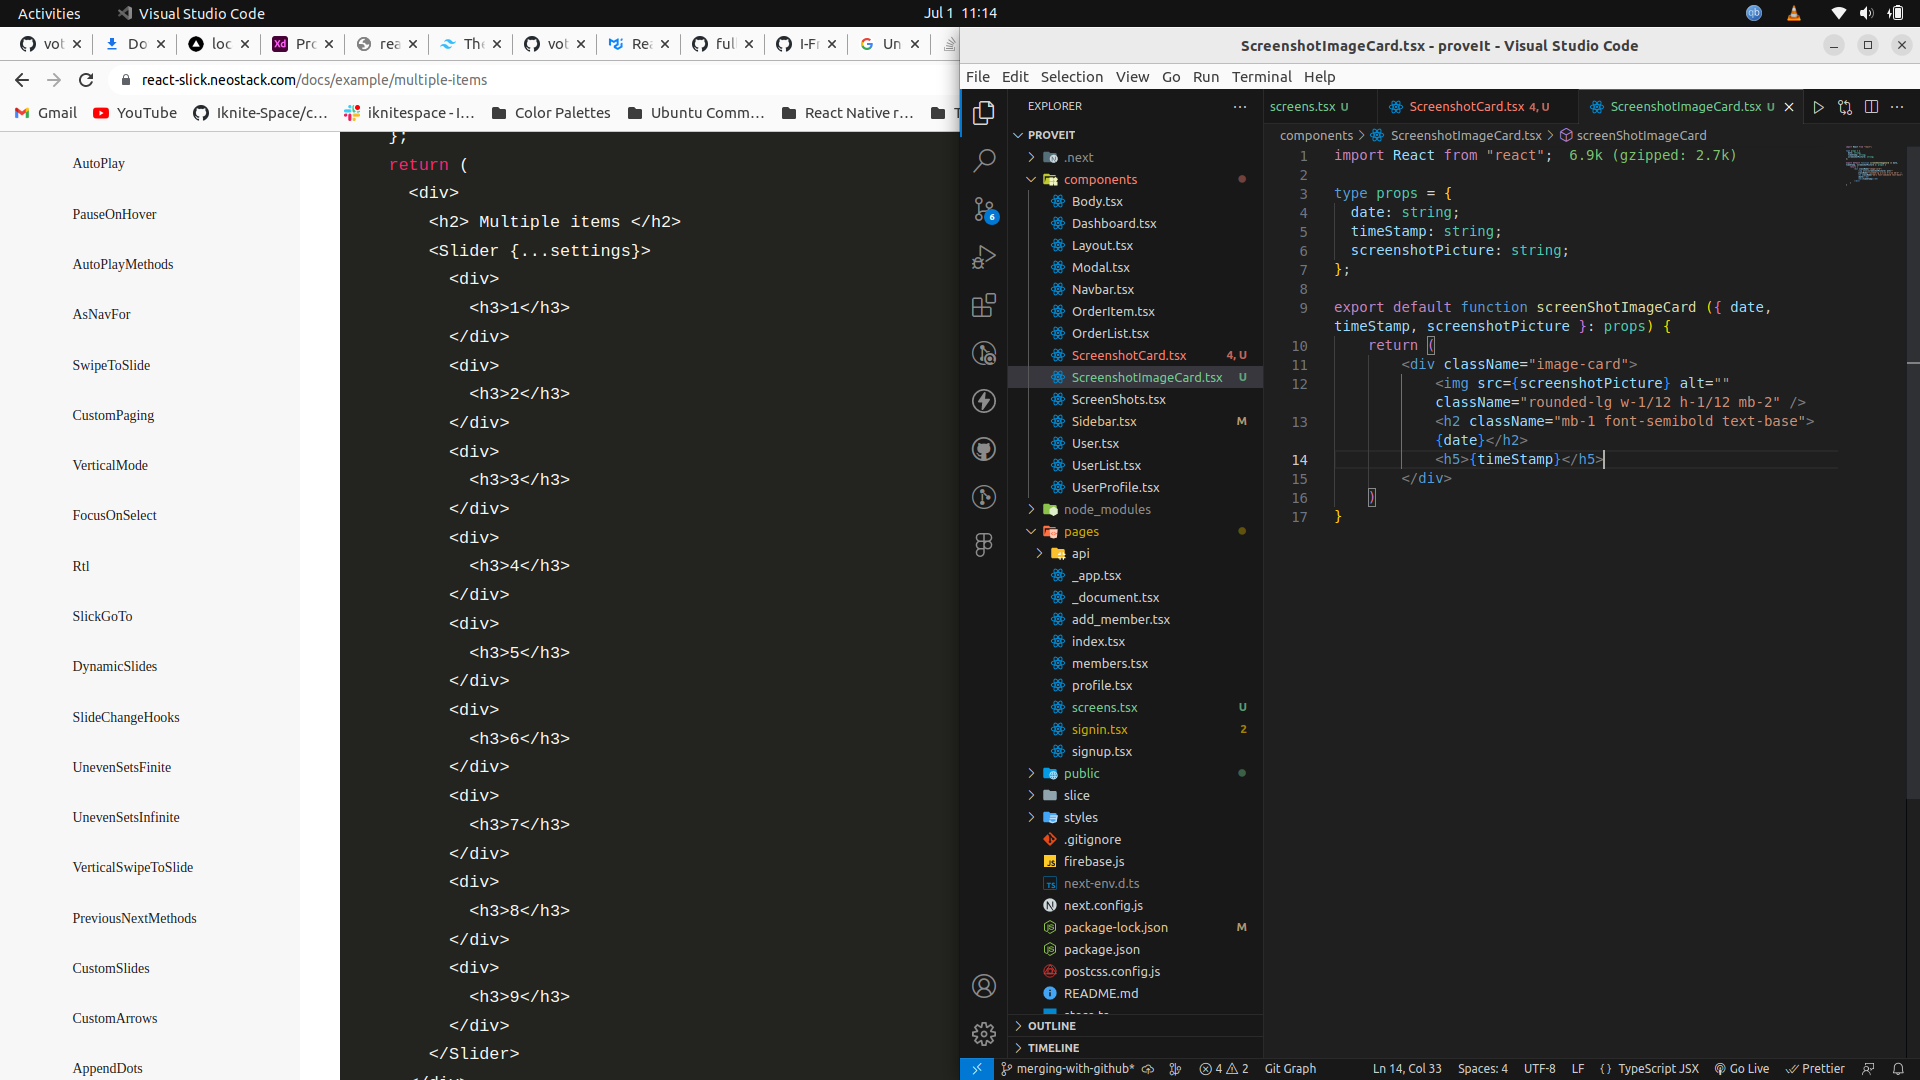 Activities
Visual Studio Code
Jul 1 11:14
vot
Do
loc
Pro
rea
The
vot
Rea
full
I-Fr
Un
react-slick.neostack.com/docs/example/multiple-items
Gmail
YouTube
Iknite-Space/c...
iknitespace - I...
Color Palettes
Ubuntu Comm...
React Native r...
AutoPlay
PauseOnHover
AutoPlayMethods
AsNavFor
SwipeToSlide
CustomPaging
VerticalMode
FocusOnSelect
Rtl
SlickGoTo
DynamicSlides
SlideChangeHooks
UnevenSetsFinite
UnevenSetsInfinite
VerticalSwipeToSlide
PreviousNextMethods
CustomSlides
CustomArrows
AppendDots
};
return (
<div>
<h2> Multiple items </h2>
<Slider {...settings}>
<div>
<h3>1</h3>
</div>
<div>
<h3>2</h3>
</div>
<div>
<h3>3</h3>
</div>
<div>
<h3>4</h3>
</div>
<div>
<h3>5</h3>
</div>
<div>
<h3>6</h3>
</div>
<div>
<h3>7</h3>
</div>
<div>
<h3>8</h3>
</div>
<div>
<h3>9</h3>
</div>
</Slider>
</div>
ScreenshotImageCard.tsx - proveIt - Visual Studio Code
File Edit Selection View Go Run Terminal Help
EXPLORER
PROVEIT
.next
components
Body.tsx
Dashboard.tsx
Layout.tsx
Modal.tsx
Navbar.tsx
OrderItem.tsx
OrderList.tsx
ScreenshotCard.tsx 4, U
ScreenshotImageCard.tsx U
ScreenShots.tsx
Sidebar.tsx M
User.tsx
UserList.tsx
UserProfile.tsx
node_modules
pages
api
_app.tsx
_document.tsx
add_member.tsx
index.tsx
members.tsx
profile.tsx
screens.tsx U
signin.tsx 2
signup.tsx
public
slice
styles
.gitignore
firebase.js
next-env.d.ts
next.config.js
package-lock.json M
package.json
postcss.config.js
README.md
OUTLINE
TIMELINE
6
screens.tsx U
ScreenshotCard.tsx 4, U
ScreenshotImageCard.tsx U
components > ScreenshotImageCard.tsx > screenShotImageCard
1 import React from "react"; 6.9k (gzipped: 2.7k)
2
3 type props = {
4 date: string;
5 timeStamp: string;
6 screenshotPicture: string;
7 };
8
9 export default function screenShotImageCard ({ date,
timeStamp, screenshotPicture }: props) {
10 return (
11 <div className="image-card">
12 <img src={screenshotPicture} alt=""
className="rounded-lg w-1/12 h-1/12 mb-2" />
13 <h2 className="mb-1 font-semibold text-base">
{date}</h2>
14 <h5>{timeStamp}</h5>
15 </div>
16 )
17 }
merging-with-github* 4 2 Git Graph
Ln 14, Col 33 Spaces: 4 UTF-8 LF {} TypeScript JSX Go Live Prettier